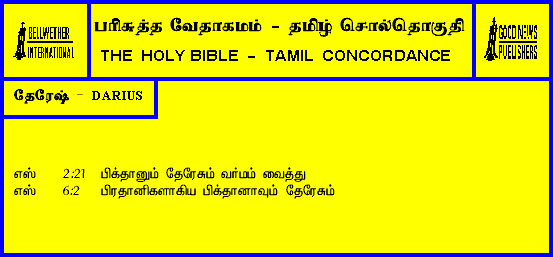 BELLWETHER
INTERNATIONAL
பரிசுத்த வேதாகமம் - தமிழ் சொல்தொகுதி
THE HOLY BIBLE - TAMIL CONCORDANCE
GOOD NEWS
PUBLISHERS
தேரேஷ் - DARIUS
எஸ் 2:21 பிக்தானும் தேரேசும் வர்மம் வைத்து
எஸ் 6:2 பிரதானிகளாகிய பிக்தானாவும் தேரேசும்